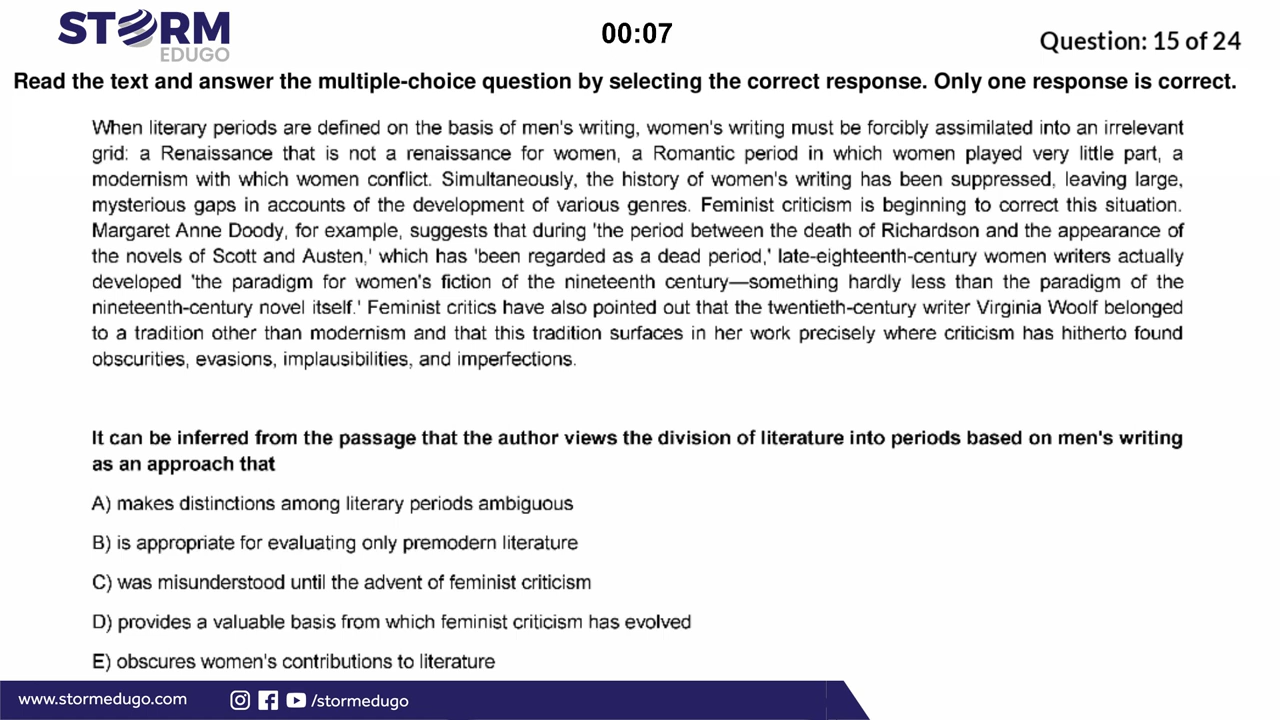 STORM
EDUGO
00:07
Question: 15 of 24
Read the text and answer the multiple-choice question by selecting the correct response. Only one response is correct.
When literary periods are defined on the basis of men's writing, women's writing must be forcibly assimilated into an irrelevant
grid: a Renaissance that is not a renaissance for women, a Romantic period in which women played very little part, a
modernism with which women conflict. Simultaneously, the history of women's writing has been suppressed, leaving large,
mysterious gaps in accounts of the development of various genres. Feminist criticism is beginning to correct this situation.
Margaret Anne Doody, for example, suggests that during 'the period between the death of Richardson and the appearance of
the novels of Scott and Austen,' which has 'been regarded as a dead period,' late-eighteenth-century women writers actually
developed 'the paradigm for women's fiction of the nineteenth century—something hardly less than the paradigm of the
nineteenth-century novel itself.' Feminist critics have also pointed out that the twentieth-century writer Virginia Woolf belonged
to a tradition other than modernism and that this tradition surfaces in her work precisely where criticism has hitherto found
obscurities, evasions, implausibilities, and imperfections.
It can be inferred from the passage that the author views the division of literature into periods based on men's writing
as an approach that
A) makes distinctions among literary periods ambiguous
B) is appropriate for evaluating only premodern literature
C) was misunderstood until the advent of feminist criticism
D) provides a valuable basis from which feminist criticism has evolved
E) obscures women's contributions to literature
www.stormedugo.com
/stormedugo